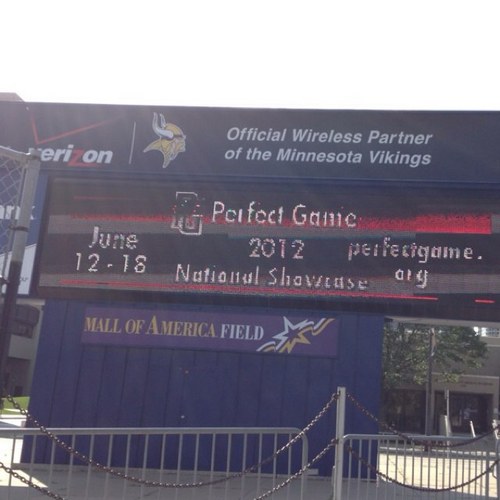 verizon
Official Wireless Partner
of the Minnesota Vikings
PG Perfect Game
June
12-18
2012
National Showcase
perfectgame.
org
MALL OF AMERICA FIELD